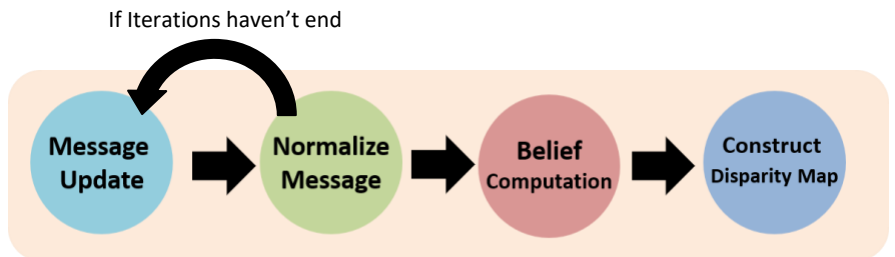 If Iterations haven’t end
Message
Update
Normalize
Message
Belief
Computation
Construct
Disparity Map